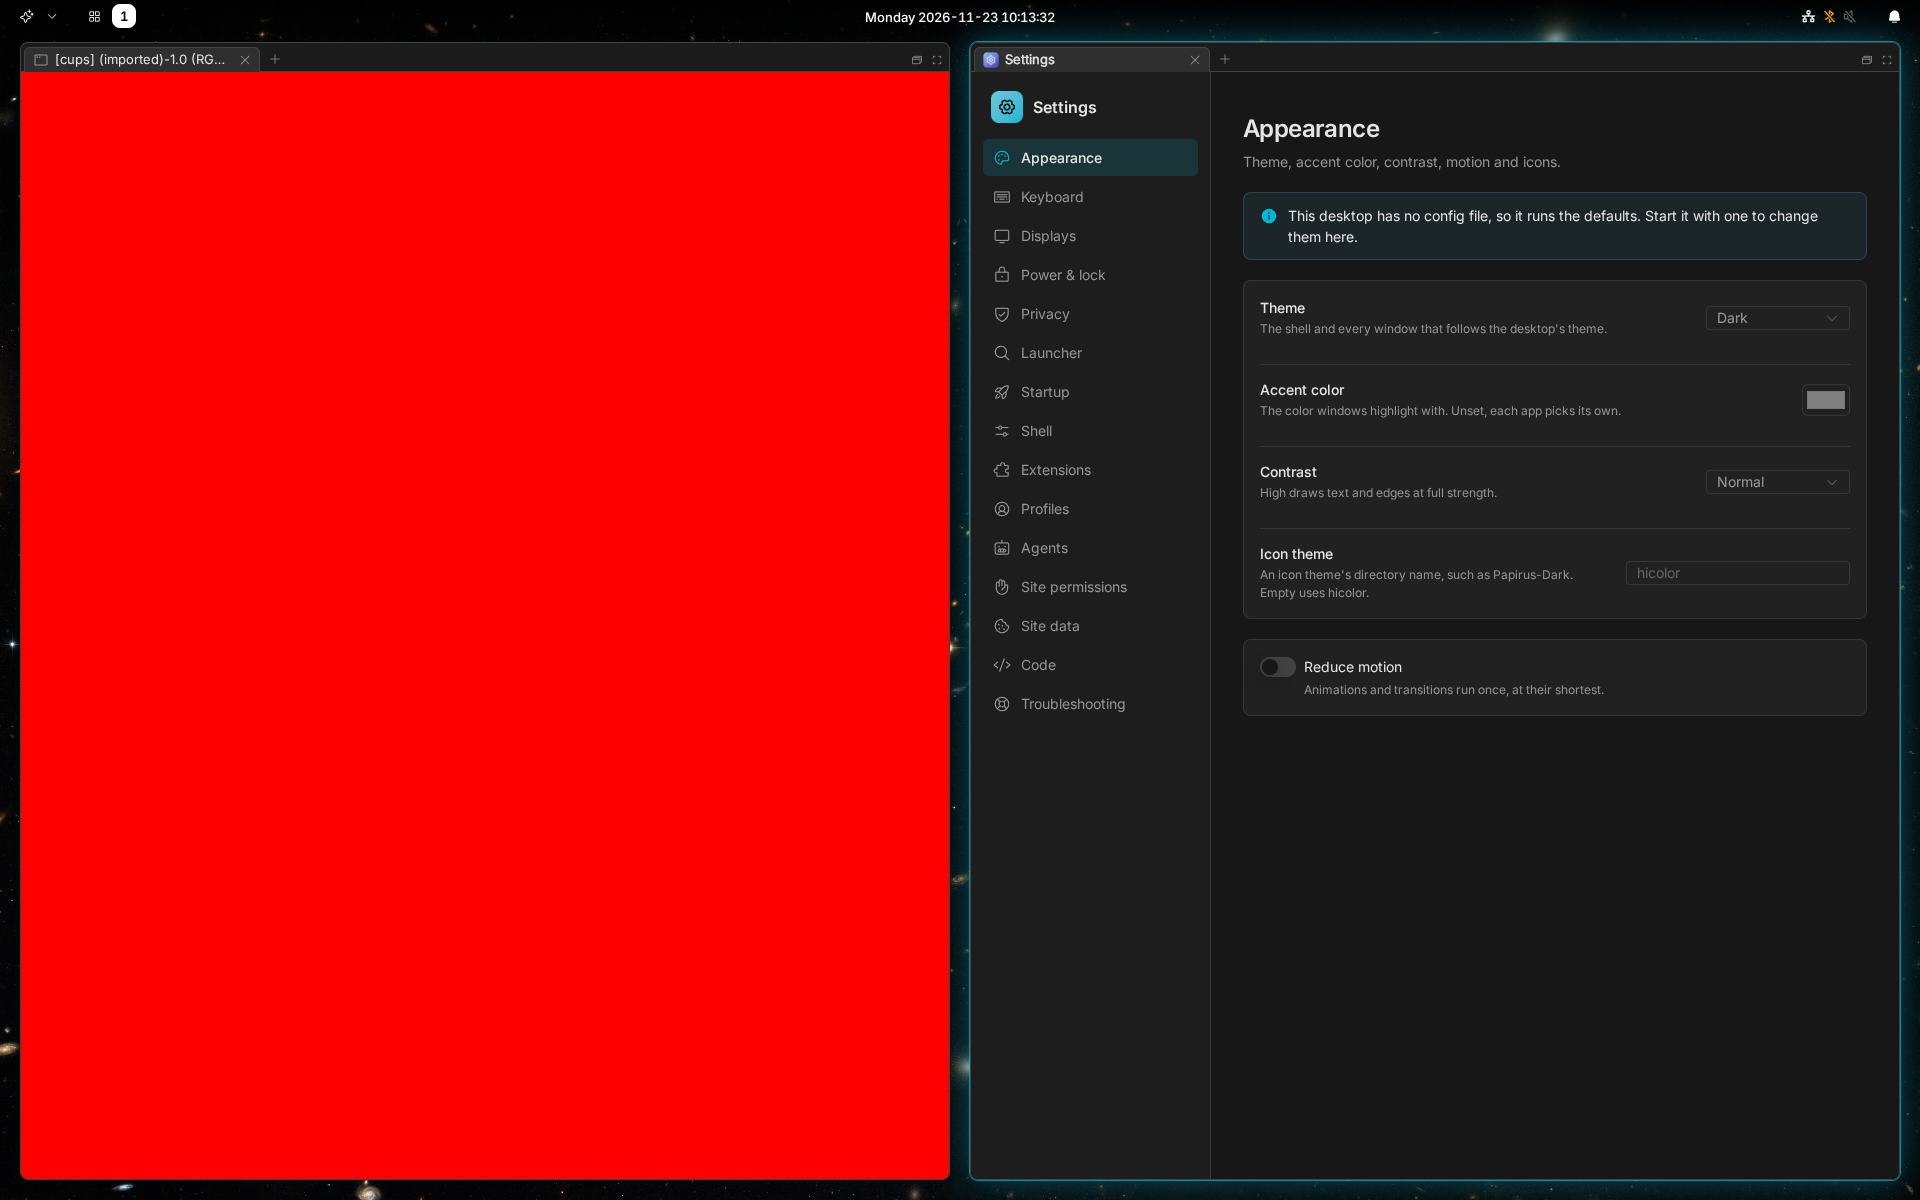 1
Monday 2026-11-23 10:13:32
[cups] (imported)-1.0 (RG...
Settings
Settings
Appearance
Keyboard
Displays
Power & lock
Privacy
Launcher
Startup
Shell
Extensions
Profiles
Agents
Site permissions
Site data
Code
Troubleshooting
Appearance
Theme, accent color, contrast, motion and icons.
This desktop has no config file, so it runs the defaults. Start it with one to change
them here.
Theme
The shell and every window that follows the desktop's theme.
Dark
Accent color
The color windows highlight with. Unset, each app picks its own.
Contrast
High draws text and edges at full strength.
Normal
Icon theme
An icon theme's directory name, such as Papirus-Dark.
Empty uses hicolor.
hicolor
Reduce motion
Animations and transitions run once, at their shortest.